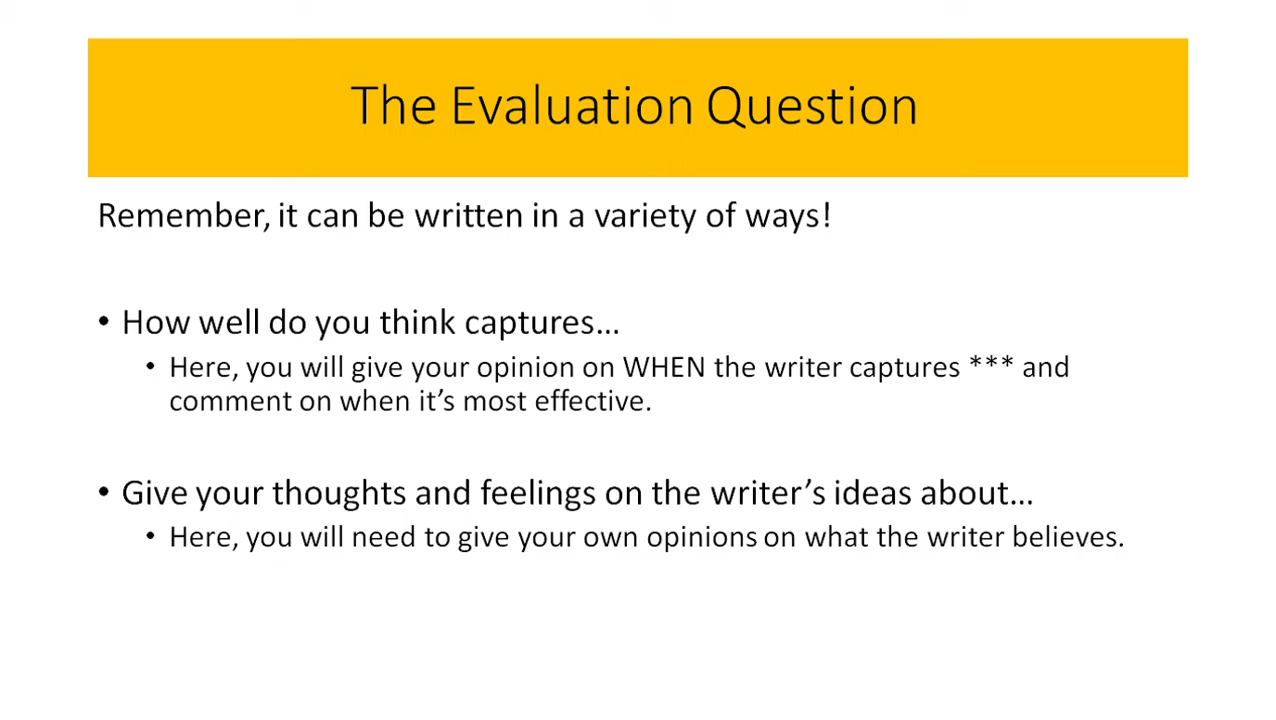 The Evaluation Question
Remember, it can be written in a variety of ways!
• How well do you think captures…
• Here, you will give your opinion on WHEN the writer captures *** and
comment on when it’s most effective.
• Give your thoughts and feelings on the writer’s ideas about…
• Here, you will need to give your own opinions on what the writer believes.